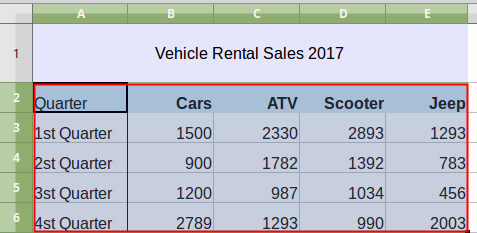 A B C D E
1 Vehicle Rental Sales 2017
2 Quarter Cars ATV Scooter Jeep
3 1st Quarter 1500 2330 2893 1293
4 2nd Quarter 900 1782 1392 783
5 3st Quarter 1200 987 1034 456
6 4st Quarter 2789 1293 990 2003